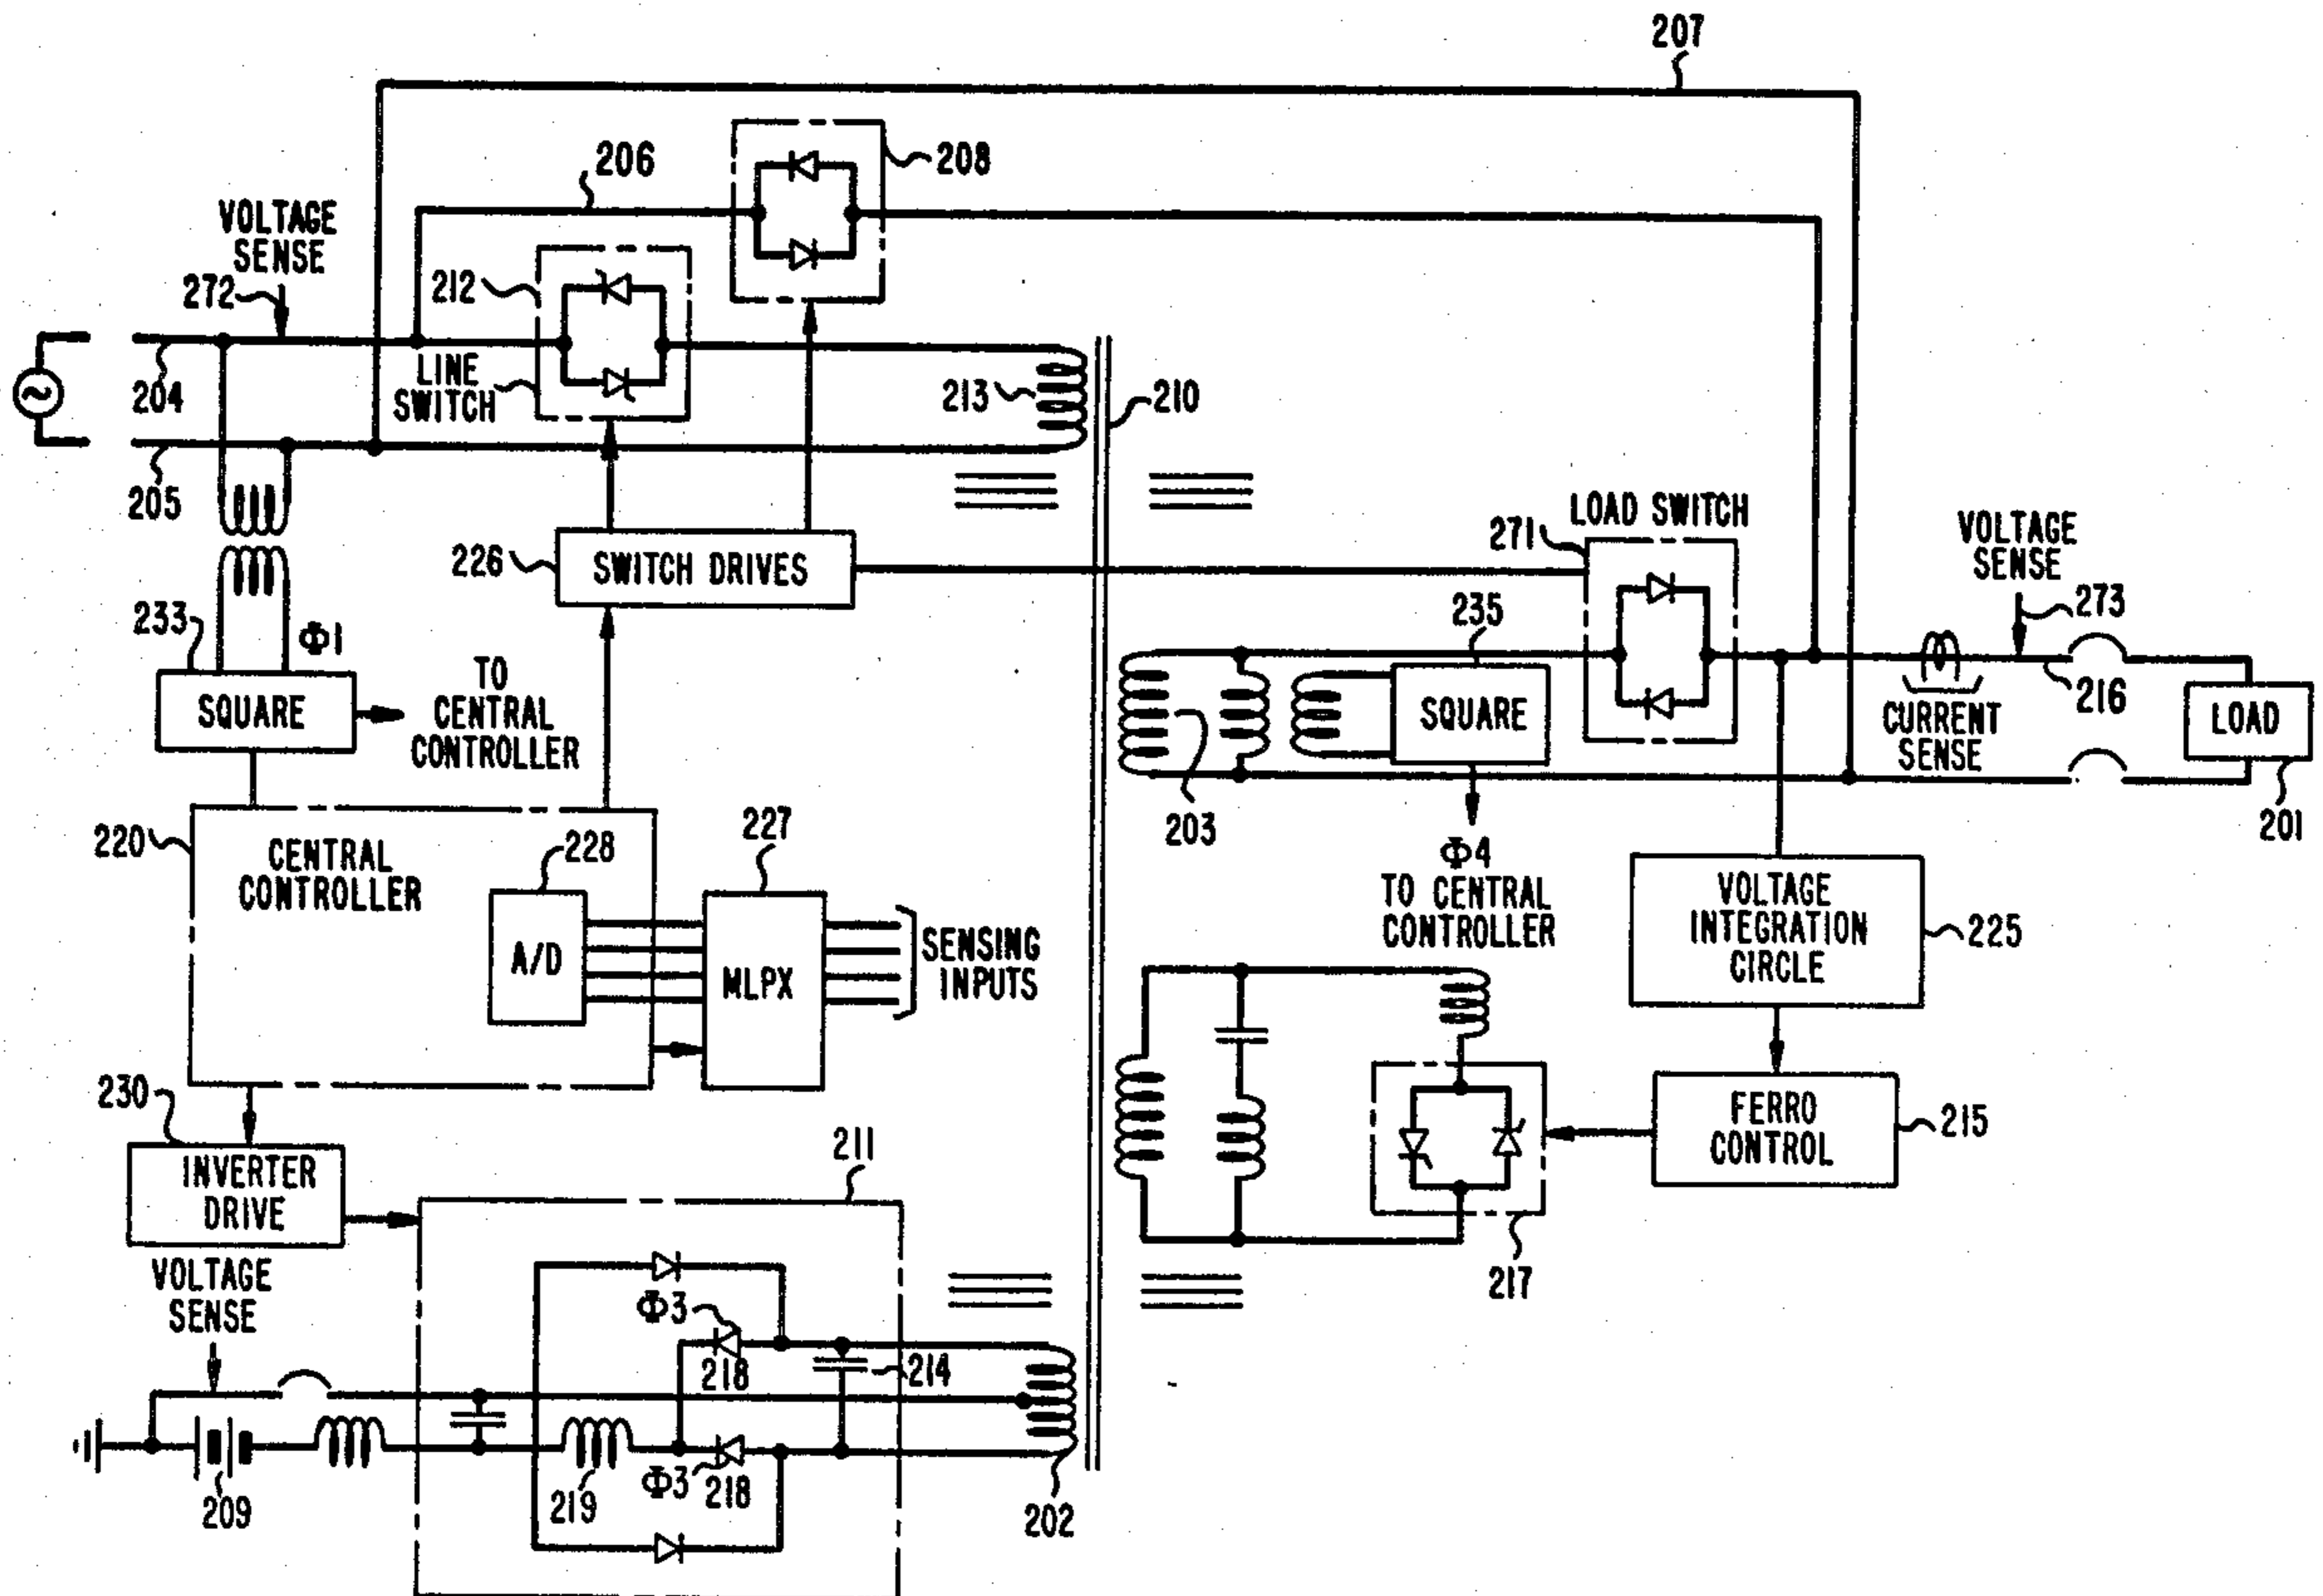 207
206
208
VOLTAGE
SENSE
272
212
LINE
SWITCH
204
213
210
205
LOAD SWITCH
271
VOLTAGE
SENSE
273
226
SWITCH DRIVES
233
Φ1
235
TO
CENTRAL
CONTROLLER
SQUARE
SQUARE
216
CURRENT
SENSE
LOAD
203
201
220
CENTRAL
CONTROLLER
228
227
Φ4
TO CENTRAL
CONTROLLER
A/D
MLPX
SENSING
INPUTS
VOLTAGE
INTEGRATION
CIRCLE
225
230
INVERTER
DRIVE
211
FERRO
CONTROL
215
217
VOLTAGE
SENSE
Φ3
218
214
209
219
Φ3
218
202